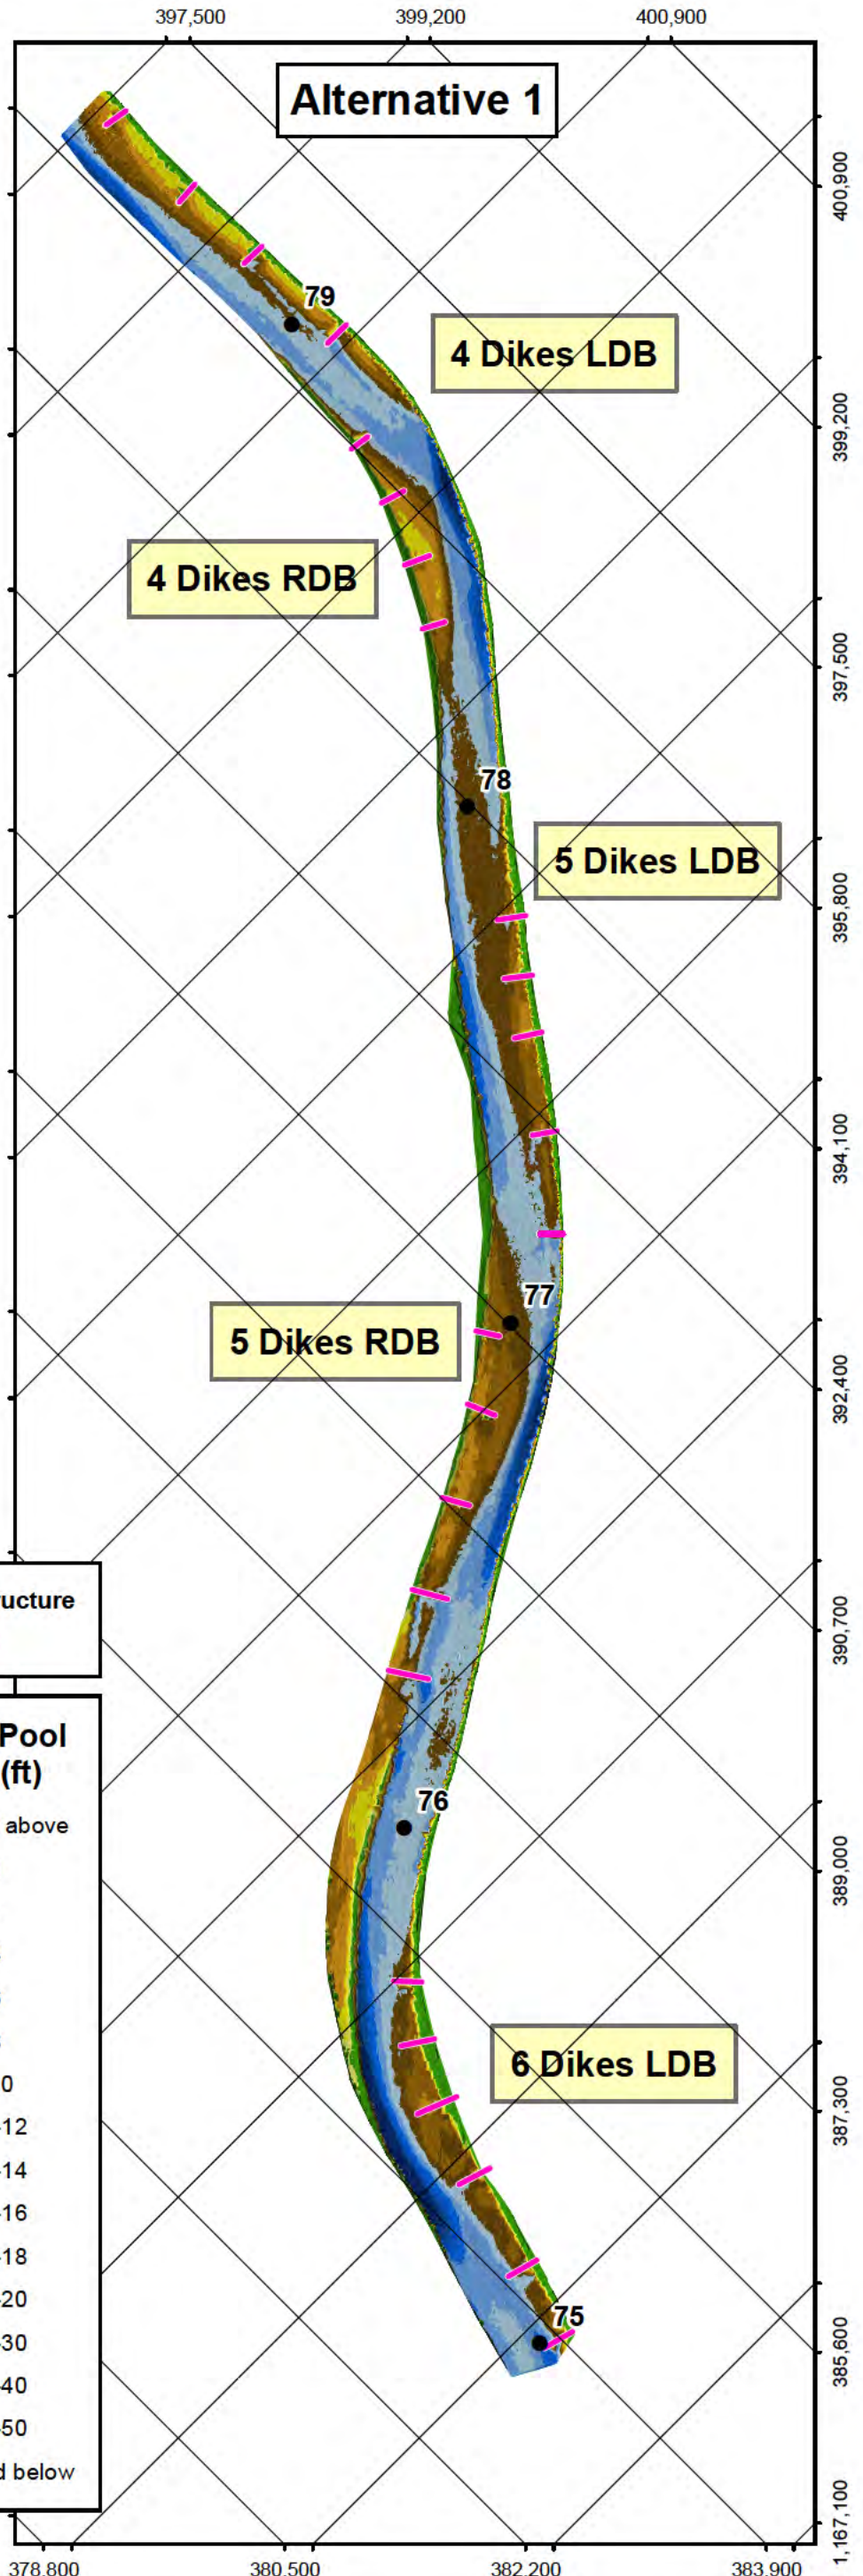 397,500
399,200
400,900
Alternative 1
400,900
79
4 Dikes LDB
399,200
4 Dikes RDB
397,500
78
5 Dikes LDB
395,800
394,100
77
5 Dikes RDB
392,400
ucture
390,700
Pool
(ft)
above
76
389,000
0
-12
-14
-16
-18
-20
-30
-40
-50
d below
6 Dikes LDB
387,300
75
385,600
1,167,100
378,800
380,500
382,200
383,900